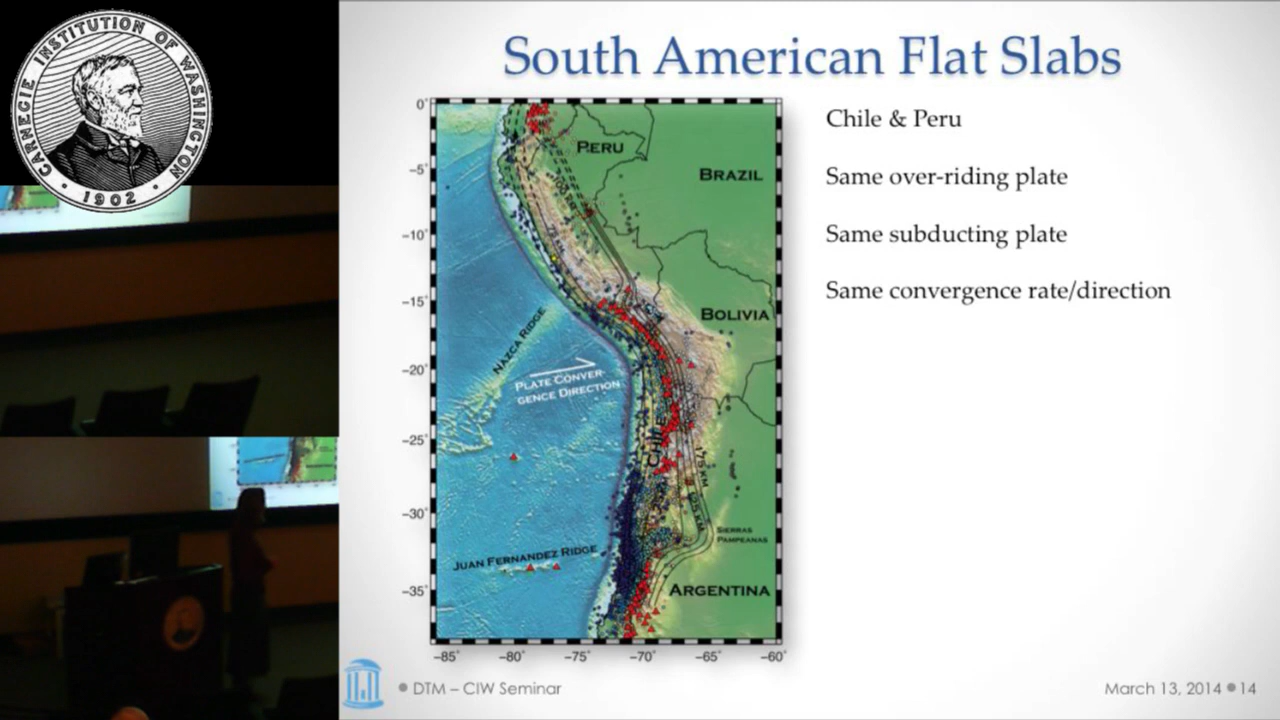 CARNEGIE INSTITUTION OF WASHINGTON
1902
South American Flat Slabs
Chile & Peru
Same over-riding plate
Same subducting plate
Same convergence rate/direction
0°
−5°
−10°
−15°
−20°
−25°
−30°
−35°
−85°
−80°
−75°
−70°
−65°
−60°
PERU
BRAZIL
BOLIVIA
NAZCA RIDGE
PLATE CONVER-
GENCE DIRECTION
CHILE
175 KM
SIERRAS
PAMPEANAS
JUAN FERNANDEZ RIDGE
ARGENTINA
DTM – CIW Seminar
March 13, 2014
14